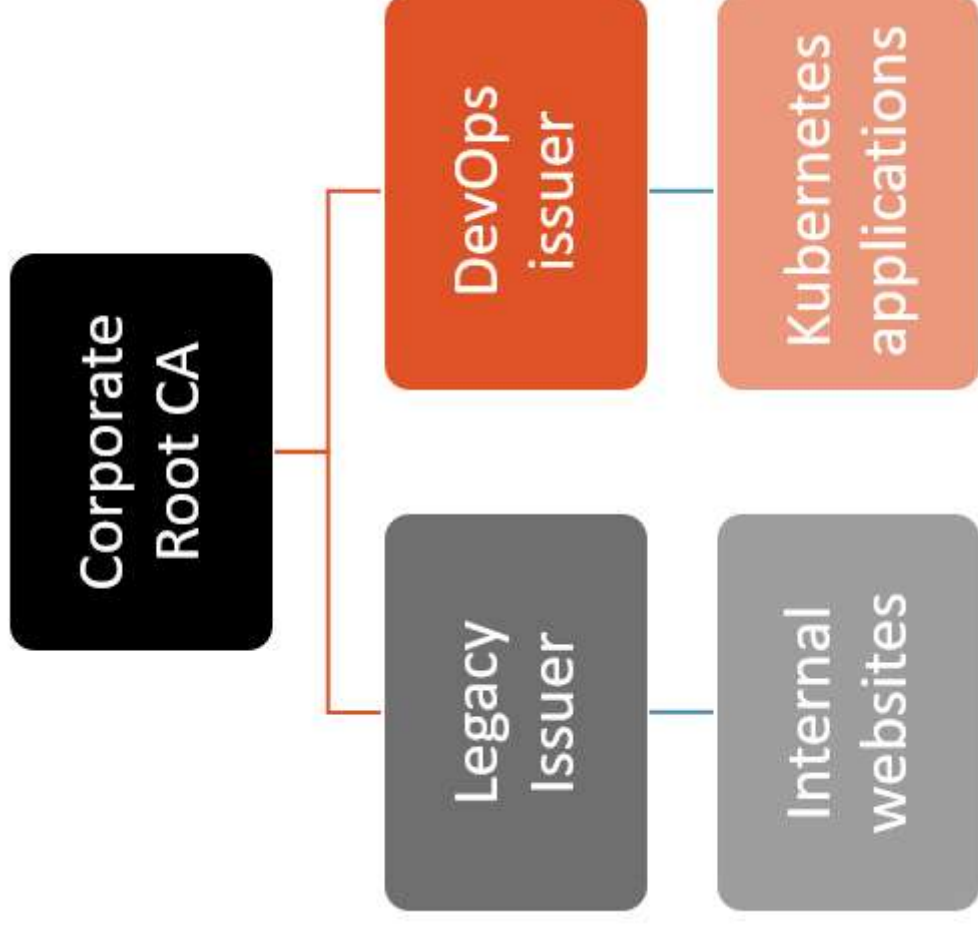 Corporate
Root CA
Legacy
Issuer
DevOps
issuer
Internal
websites
Kubernetes
applications